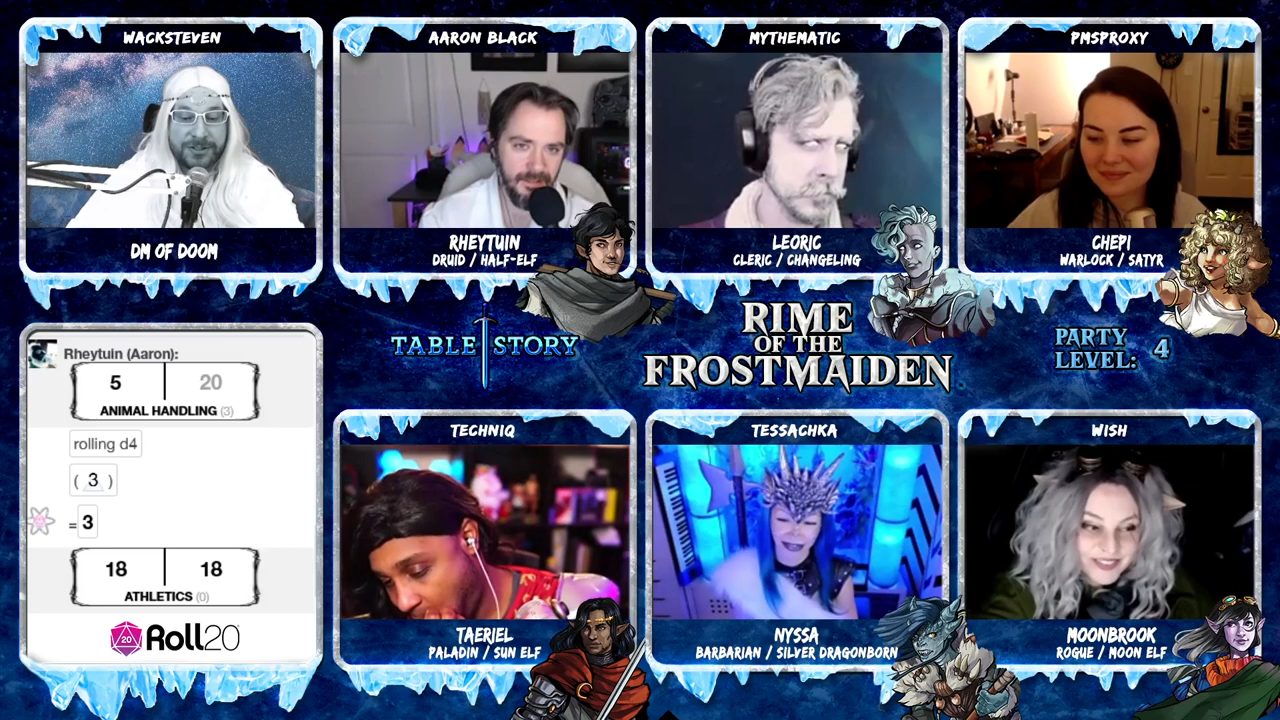 WACKSTEVEN
DM OF DOOM
AARON BLACK
RHEYTUIN
DRUID / HALF-ELF
MYTHEMATIC
LEORIC
CLERIC / CHANGELING
PMSPROXY
CHEPI
WARLOCK / SATYR
TABLE STORY
RIME
OF THE
FROSTMAIDEN
PARTY
LEVEL: 4
Rheytuin (Aaron):
5 20
ANIMAL HANDLING (3)
rolling d4
( 3 )
= 3
18 18
ATHLETICS (0)
20 Roll20
TECHNIQ
TAERIEL
PALADIN / SUN ELF
TESSACHKA
NYSSA
BARBARIAN / SILVER DRAGONBORN
WISH
MOONBROOK
ROGUE / MOON ELF